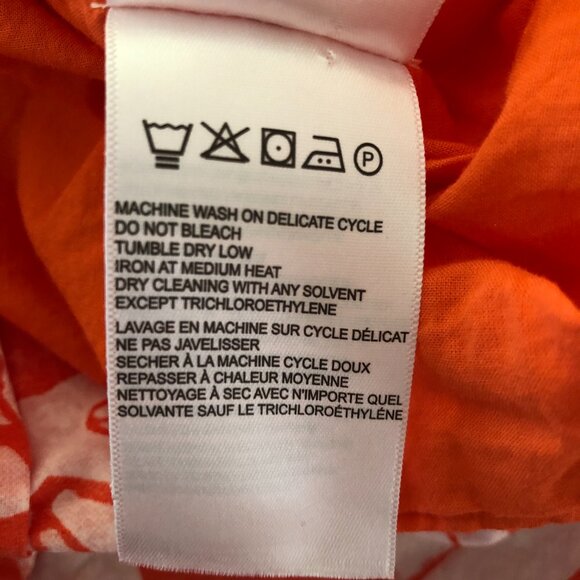 P
MACHINE WASH ON DELICATE CYCLE
DO NOT BLEACH
TUMBLE DRY LOW
IRON AT MEDIUM HEAT
DRY CLEANING WITH ANY SOLVENT
EXCEPT TRICHLOROETHYLENE
LAVAGE EN MACHINE SUR CYCLE DÉLICAT
NE PAS JAVELISSER
SECHER À LA MACHINE CYCLE DOUX
REPASSER À CHALEUR MOYENNE
NETTOYAGE À SEC AVEC N'IMPORTE QUEL
SOLVANTE SAUF LE TRICHLOROÉTHYLÉNE